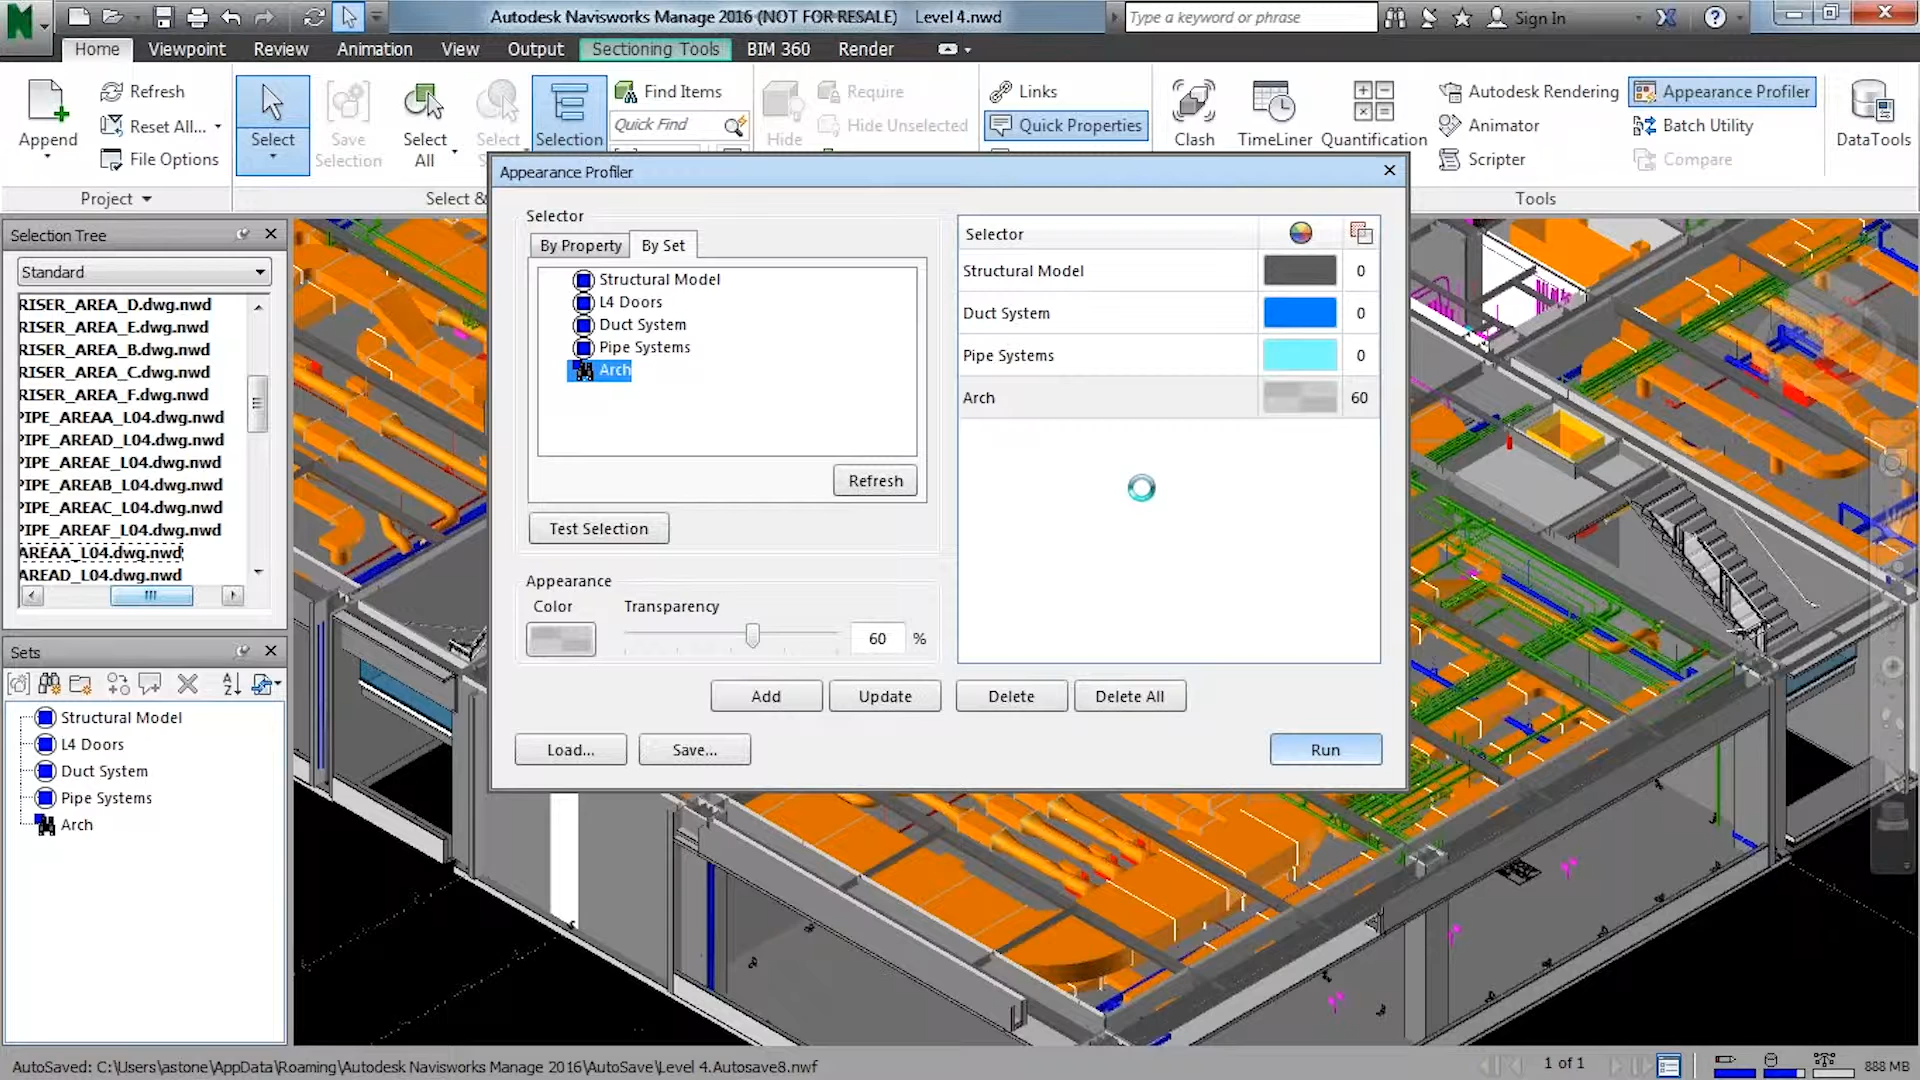 Autodesk Navisworks Manage 2016 (NOT FOR RESALE) Level 4.nwd
Type a keyword or phrase
Sign In
Home Viewpoint Review Animation View Output Sectioning Tools BIM 360 Render
Append
Refresh
Reset All...
File Options
Project
Select
Save Selection
Select All
Select
Selection
Find Items
Quick Find
Select &
Hide
Require
Hide Unselected
Links
Quick Properties
Clash
TimeLiner
Quantification
Autodesk Rendering
Animator
Scripter
Appearance Profiler
Batch Utility
Compare
DataTools
Tools
Selection Tree
Standard
RISER_AREA_D.dwg.nwd
RISER_AREA_E.dwg.nwd
RISER_AREA_B.dwg.nwd
RISER_AREA_C.dwg.nwd
RISER_AREA_F.dwg.nwd
PIPE_AREAA_L04.dwg.nwd
PIPE_AREAD_L04.dwg.nwd
PIPE_AREAE_L04.dwg.nwd
PIPE_AREAB_L04.dwg.nwd
PIPE_AREAC_L04.dwg.nwd
PIPE_AREAF_L04.dwg.nwd
AREAA_L04.dwg.nwd
AREAD_L04.dwg.nwd
Sets
Structural Model
L4 Doors
Duct System
Pipe Systems
Arch
Appearance Profiler
Selector
By Property By Set
Structural Model
L4 Doors
Duct System
Pipe Systems
Arch
Refresh
Test Selection
Appearance
Color Transparency
60 %
Add Update Delete Delete All
Load... Save... Run
Selector
Structural Model 0
Duct System 0
Pipe Systems 0
Arch 60
AutoSaved: C:\Users\astone\AppData\Roaming\Autodesk Navisworks Manage 2016\AutoSave\Level 4.Autosave8.nwf
1 of 1
888 MB